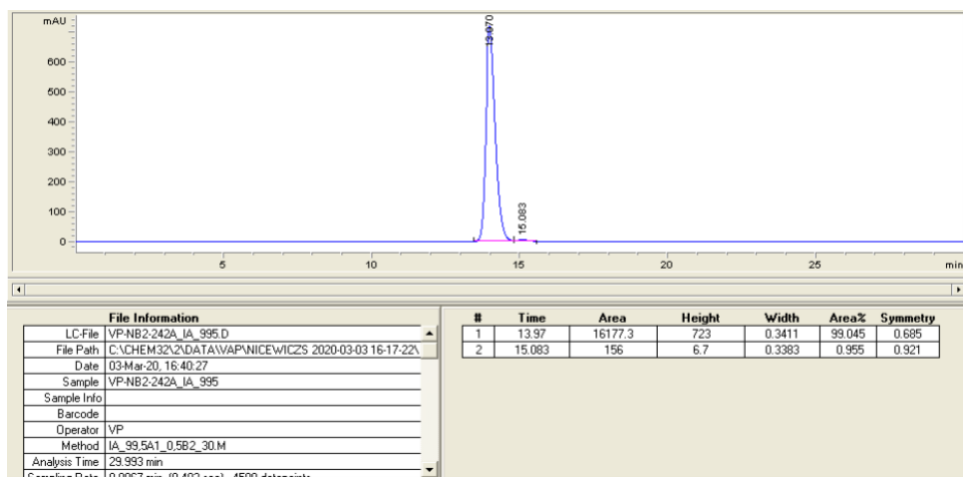 mAU
600
500
400
300
200
100
0
13.970
15.083
5
10
15
20
25
min
File Information
LC-File VP-NB2-242A_IA_995.D
File Path C:\CHEM32\2\DATA\VAP\NICEWICZS 2020-03-03 16-17-22\
Date 03-Mar-20, 16:40:27
Sample VP-NB2-242A_IA_995
Sample Info
Barcode
Operator VP
Method IA_99,5A1_0,5B2_30.M
Analysis Time 29.993 min
# Time Area Height Width Area% Symmetry
1 13.97 16177.3 723 0.3411 99.045 0.685
2 15.083 156 6.7 0.3383 0.955 0.921